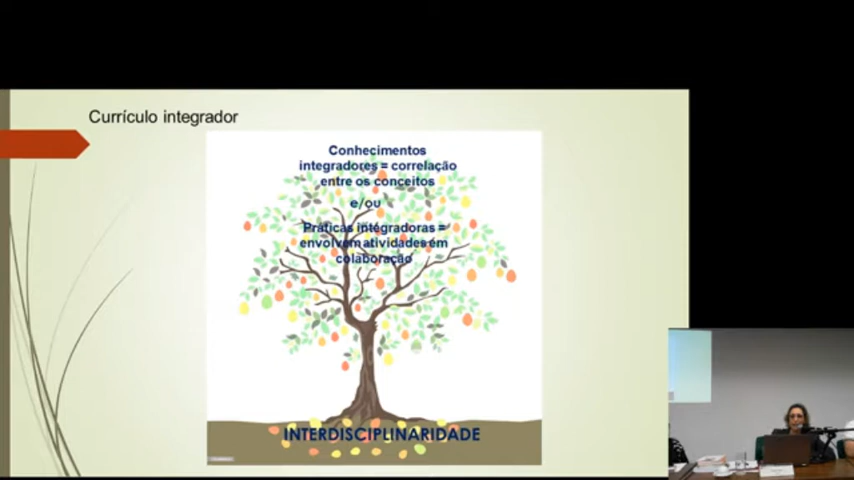 Currículo integrador
Conhecimentos
integradores = correlação
entre os conceitos
e/ou
Práticas integradoras =
envolvem atividades em
colaboração
INTERDISCIPLINARIDADE